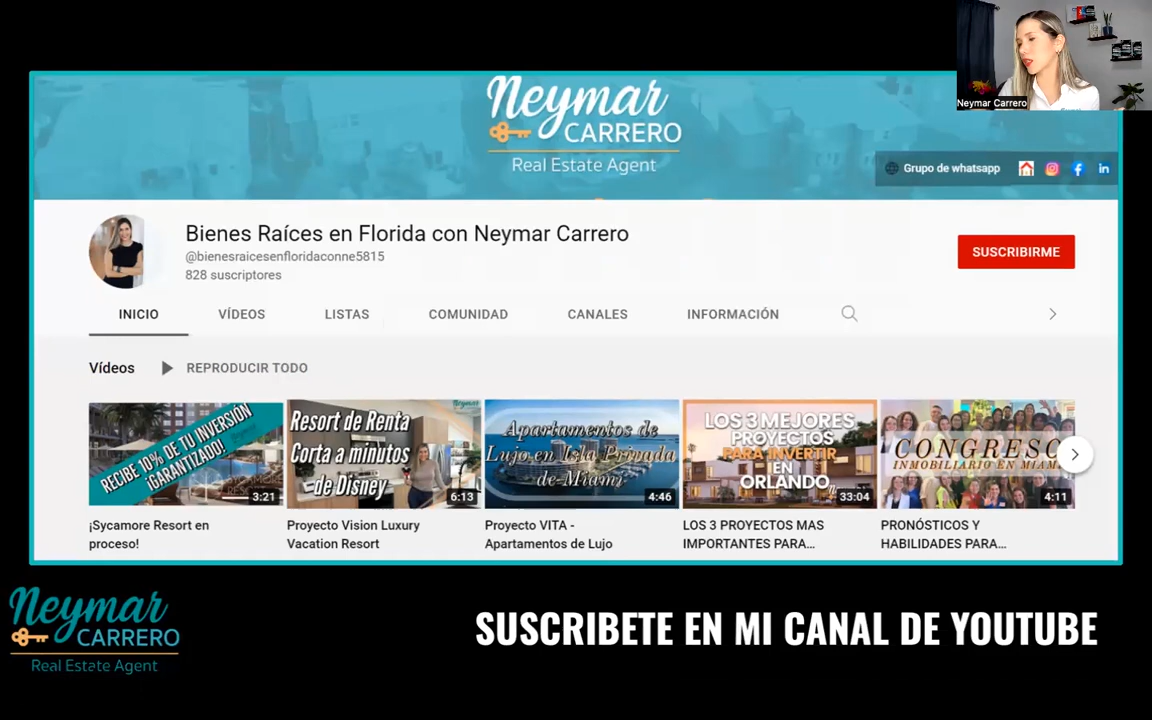 Neymar Carrero
Neymar
CARRERO
Real Estate Agent
Grupo de whatsapp
Bienes Raíces en Florida con Neymar Carrero
@bienesraicesenfloridaconne5815
828 suscriptores
SUSCRIBIRME
INICIO VÍDEOS LISTAS COMUNIDAD CANALES INFORMACIÓN
Vídeos REPRODUCIR TODO
RECIBE 10% DE TU INVERSIÓN
¡GARANTIZADO!
3:21
Resort de Renta
Corta a minutos
de Disney
6:13
Apartamentos de
Lujo en Isla Privada
de Miami
4:46
LOS 3 MEJORES
PROYECTOS
PARA INVERTIR
EN
ORLANDO
33:04
CONGRESO
INMOBILIARIO EN MIAMI
4:11
¡Sycamore Resort en
proceso!
Proyecto Vision Luxury
Vacation Resort
Proyecto VITA -
Apartamentos de Lujo
LOS 3 PROYECTOS MAS
IMPORTANTES PARA...
PRONÓSTICOS Y
HABILIDADES PARA...
Neymar
CARRERO
Real Estate Agent
SUSCRIBETE EN MI CANAL DE YOUTUBE